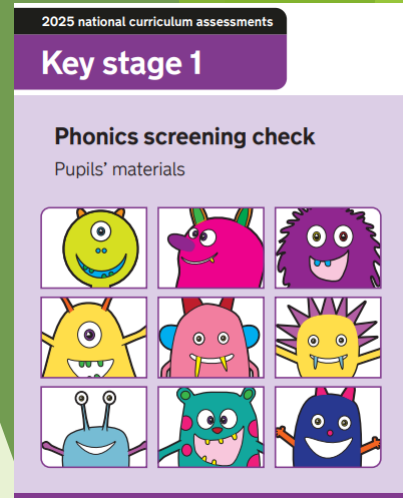 2025 national curriculum assessments
Key stage 1
Phonics screening check
Pupils’ materials